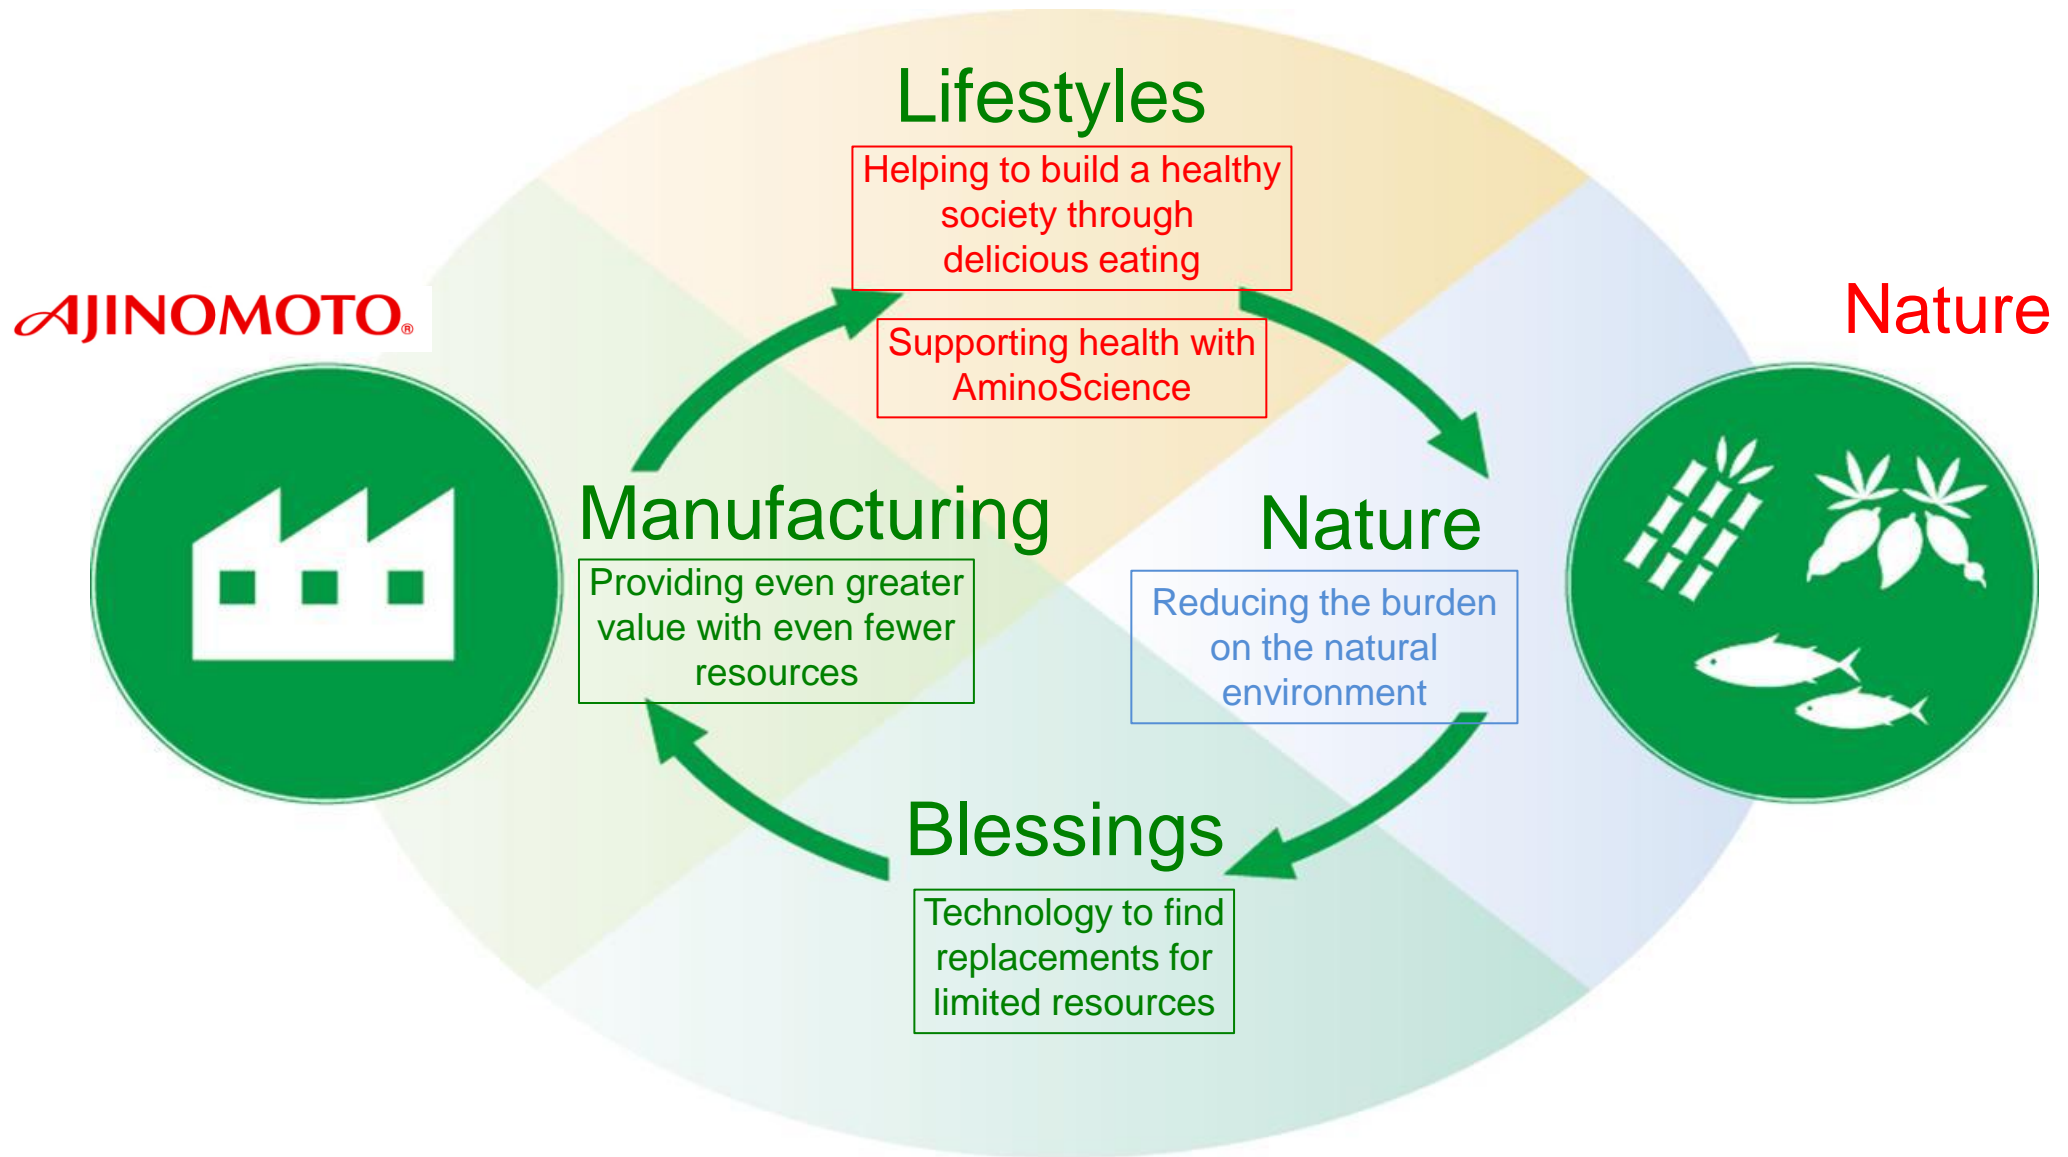 Lifestyles
Helping to build a healthy
society through
delicious eating
Supporting health with
AminoScience
AJINOMOTO®
Nature
Manufacturing
Providing even greater
value with even fewer
resources
Nature
Reducing the burden
on the natural
environment
Blessings
Technology to find
replacements for
limited resources